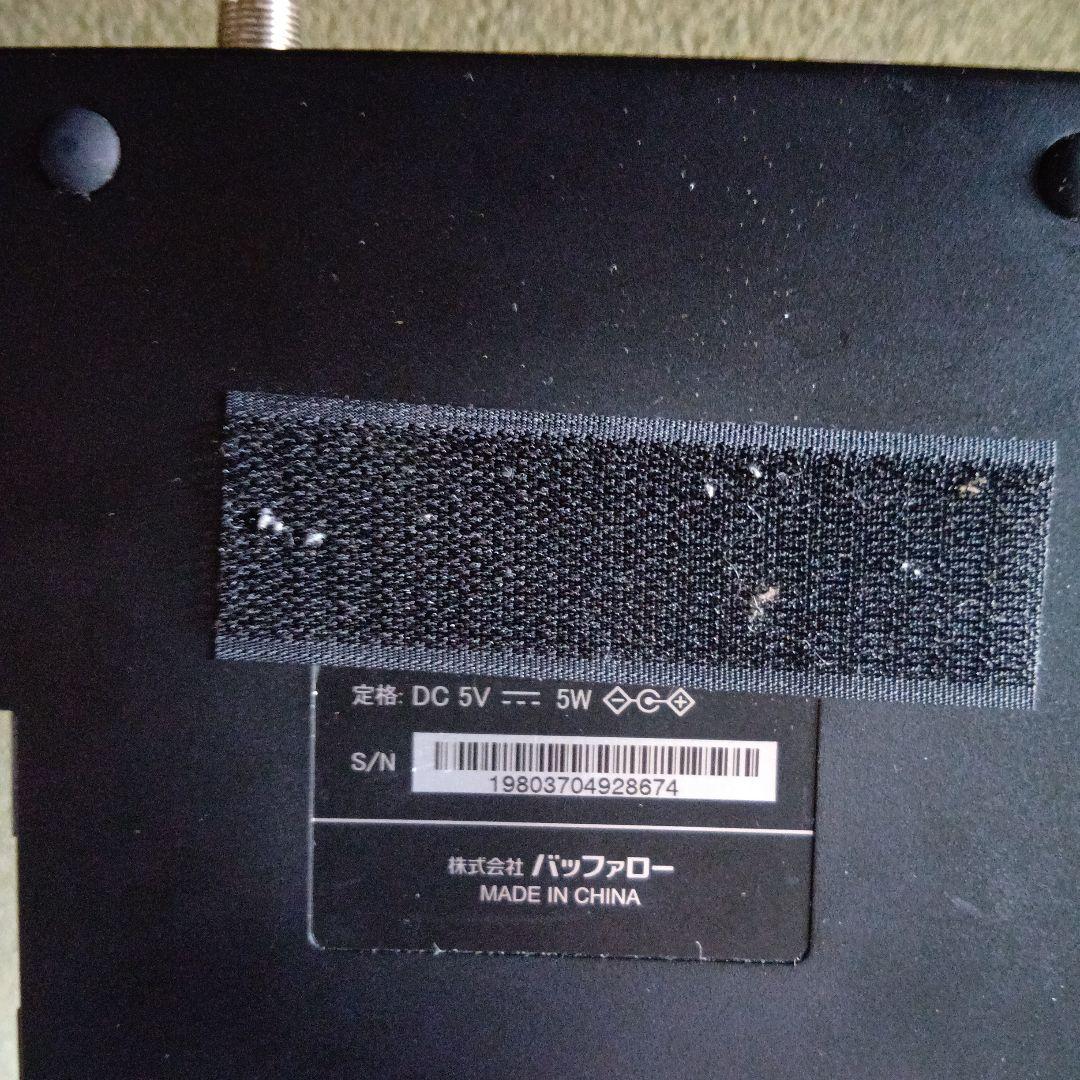 定格: DC 5V ⎓ 5W
S/N
19803704928674
株式会社 バッファロー
MADE IN CHINA